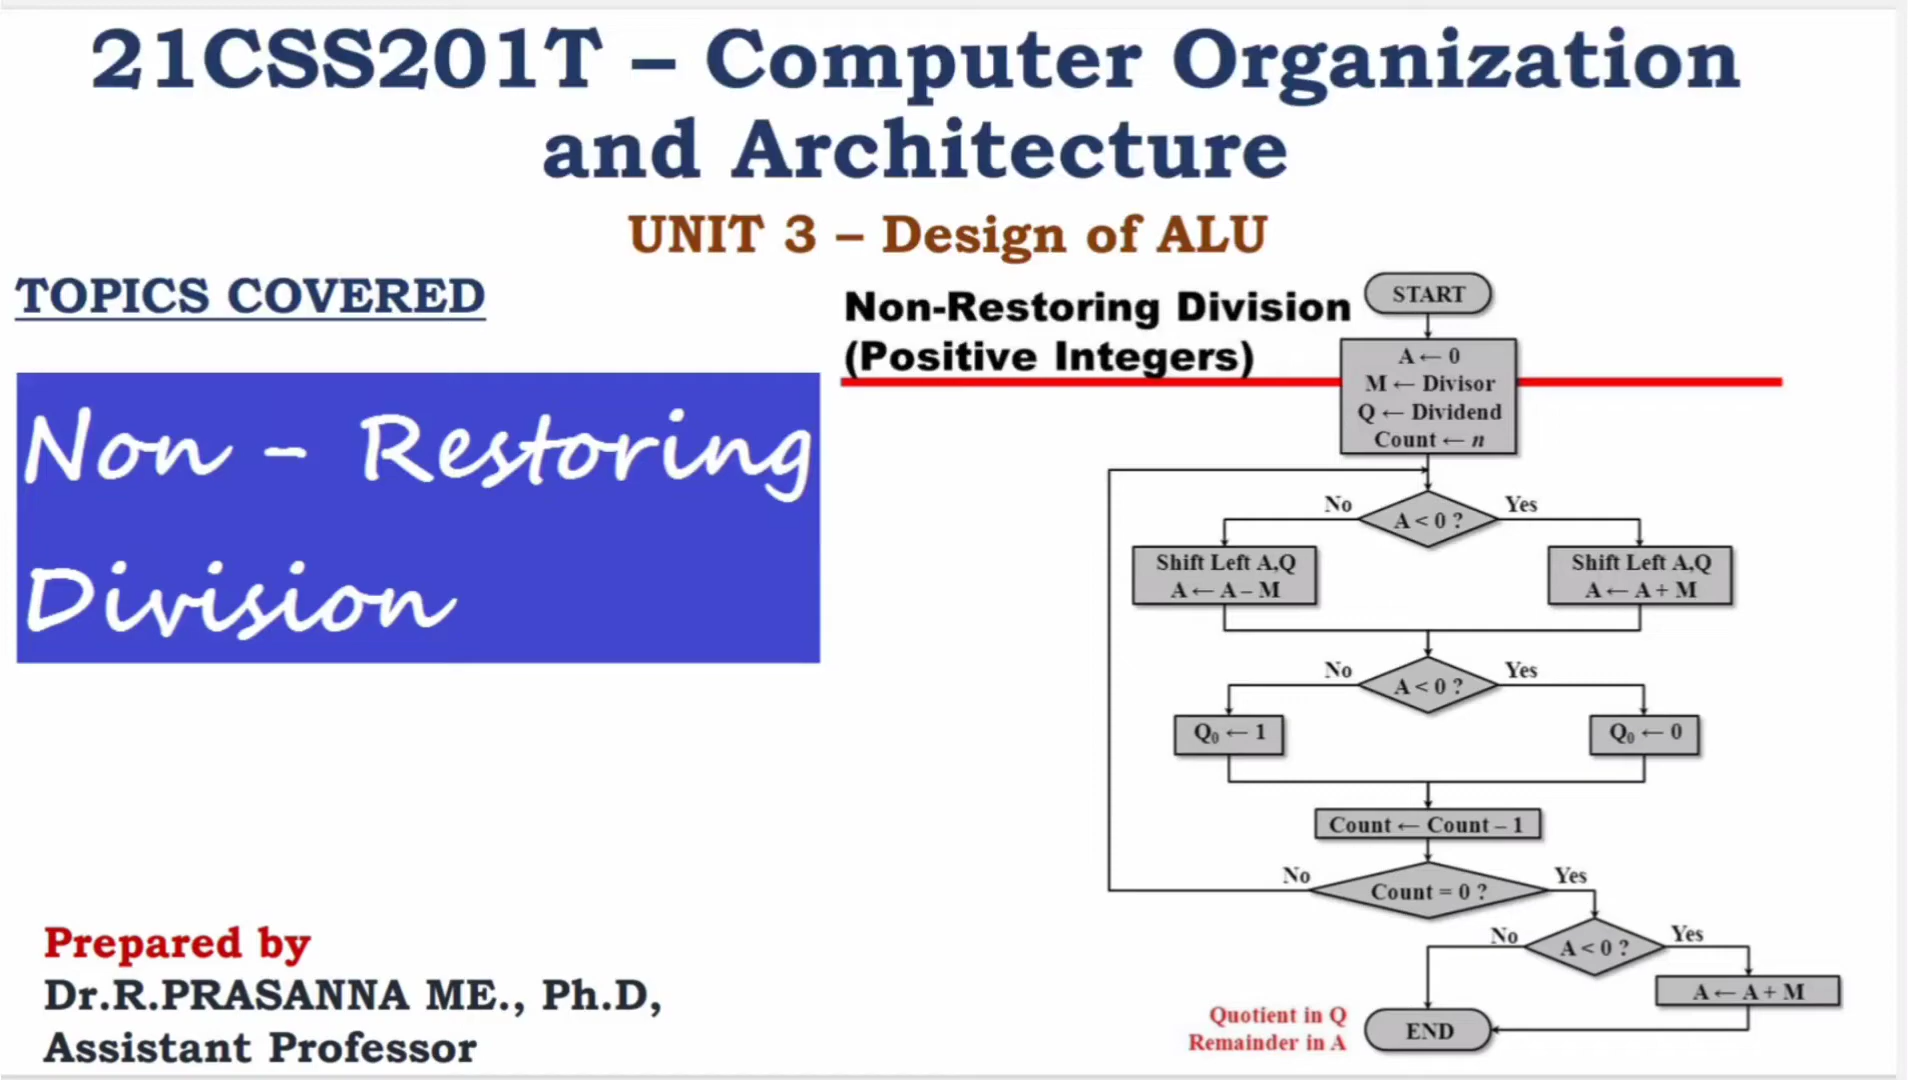 21CSS201T – Computer Organization
and Architecture
UNIT 3 – Design of ALU
TOPICS COVERED
Non - Restoring
Division
Prepared by
Dr.R.PRASANNA ME., Ph.D,
Assistant Professor
Non-Restoring Division
(Positive Integers)
START
A ← 0
M ← Divisor
Q ← Dividend
Count ← n
No
A < 0 ?
Yes
Shift Left A,Q
A ← A – M
Shift Left A,Q
A ← A + M
No
A < 0 ?
Yes
Q₀ ← 1
Q₀ ← 0
Count ← Count – 1
No
Count = 0 ?
Yes
No
A < 0 ?
Yes
A ← A + M
Quotient in Q
Remainder in A
END